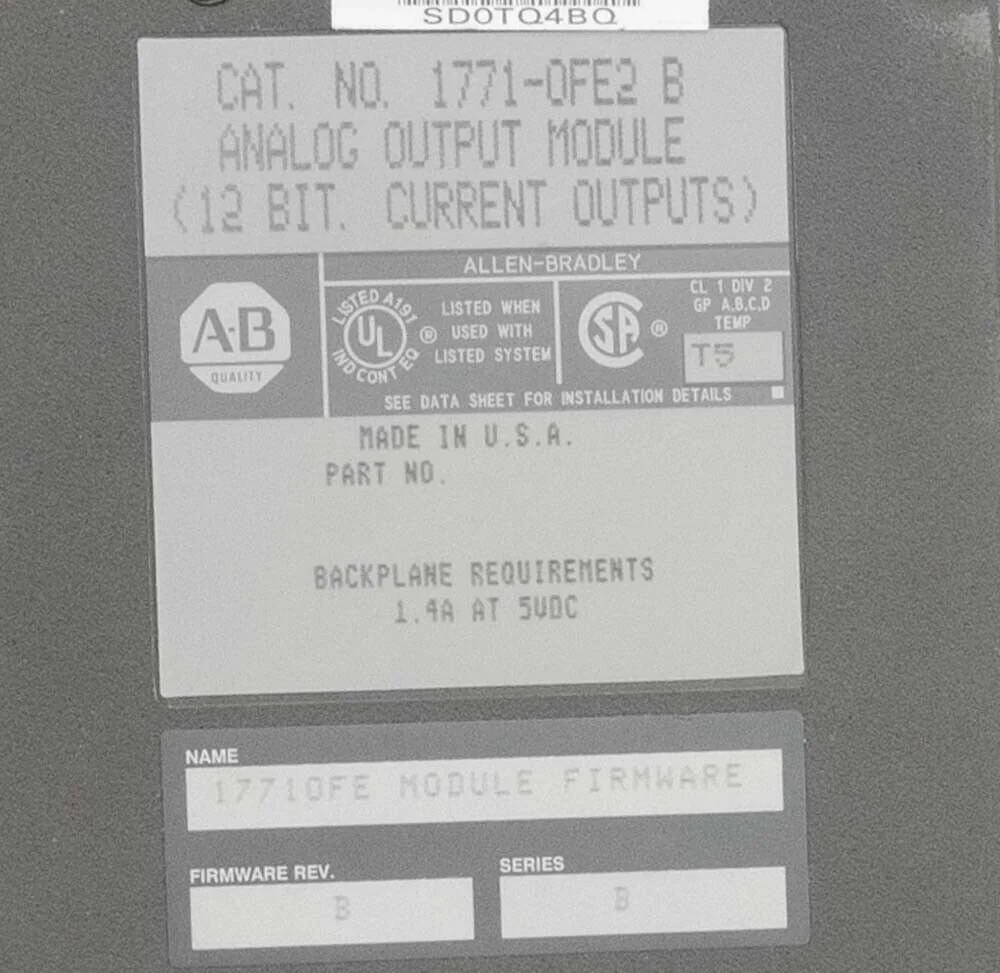 SD0TQ4BQ
CAT. NO. 1771-OFE2 B
ANALOG OUTPUT MODULE
(12 BIT. CURRENT OUTPUTS)
ALLEN-BRADLEY
A-B
QUALITY
LISTED A191
UL
IND CONT EQ
®
LISTED WHEN
USED WITH
LISTED SYSTEM
SA
®
CL 1 DIV 2
GP A,B,C,D
TEMP
T5
SEE DATA SHEET FOR INSTALLATION DETAILS
MADE IN U.S.A.
PART NO.
BACKPLANE REQUIREMENTS
1.4A AT 5VDC
NAME
1771OFE MODULE FIRMWARE
FIRMWARE REV.
B
SERIES
B